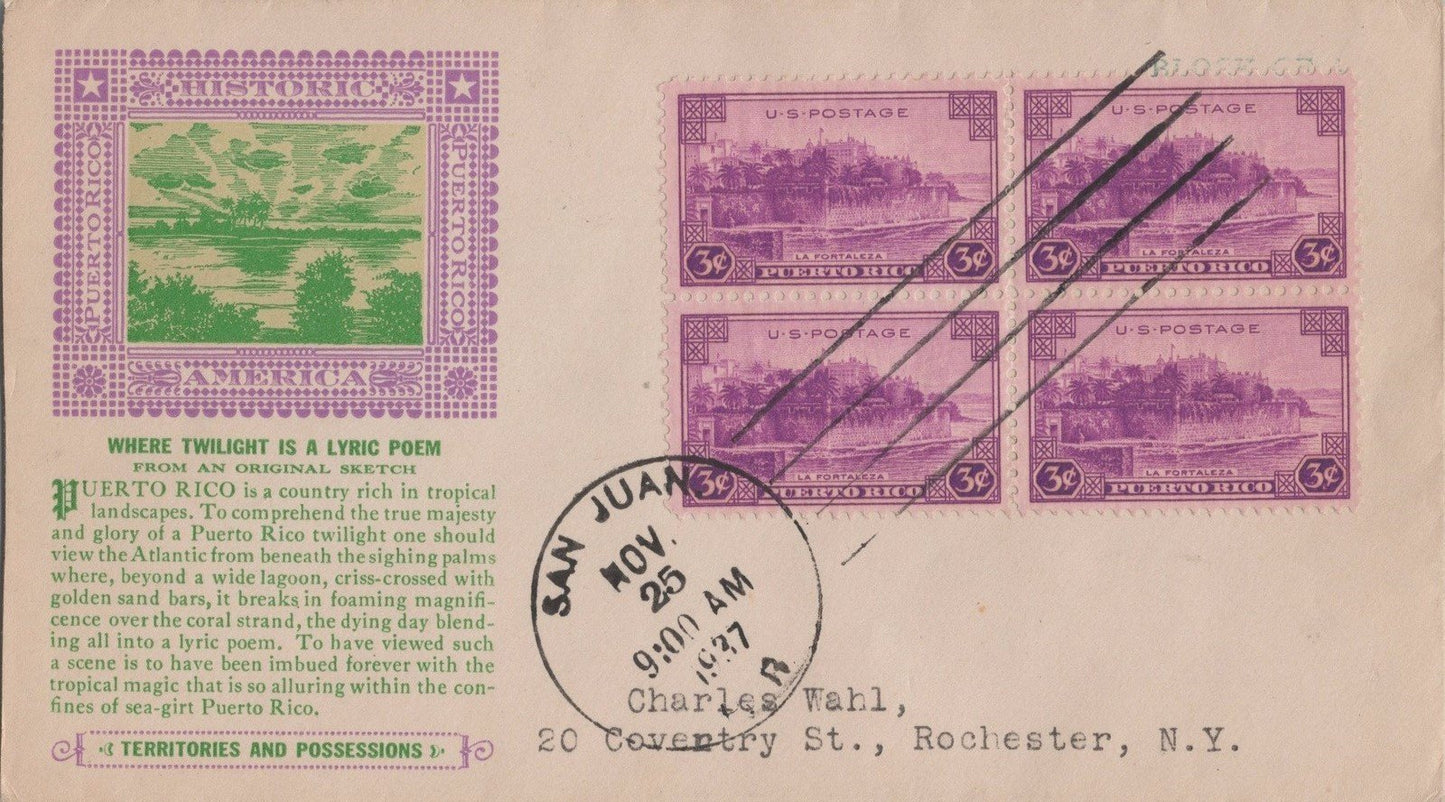 HISTORIC
PUERTO RICO
PUERTO RICO
AMERICA
WHERE TWILIGHT IS A LYRIC POEM
FROM AN ORIGINAL SKETCH
PUERTO RICO is a country rich in tropical
landscapes. To comprehend the true majesty
and glory of a Puerto Rico twilight one should
view the Atlantic from beneath the sighing palms
where, beyond a wide lagoon, criss-crossed with
golden sand bars, it breaks in foaming magnifi-
cence over the coral strand, the dying day blend-
ing all into a lyric poem. To have viewed such
a scene is to have been imbued forever with the
tropical magic that is so alluring within the con-
fines of sea-girt Puerto Rico.
TERRITORIES AND POSSESSIONS
BLOCK OF 4
U·S·POSTAGE
LA FORTALEZA
3¢ PUERTO RICO 3¢
U·S·POSTAGE
LA FORTALEZA
3¢ PUERTO RICO 3¢
U·S·POSTAGE
LA FORTALEZA
3¢ PUERTO RICO 3¢
U·S·POSTAGE
LA FORTALEZA
3¢ PUERTO RICO 3¢
SAN JUAN
NOV.
25
9:00 AM
1937
Charles Wahl,
20 Coventry St., Rochester, N.Y.